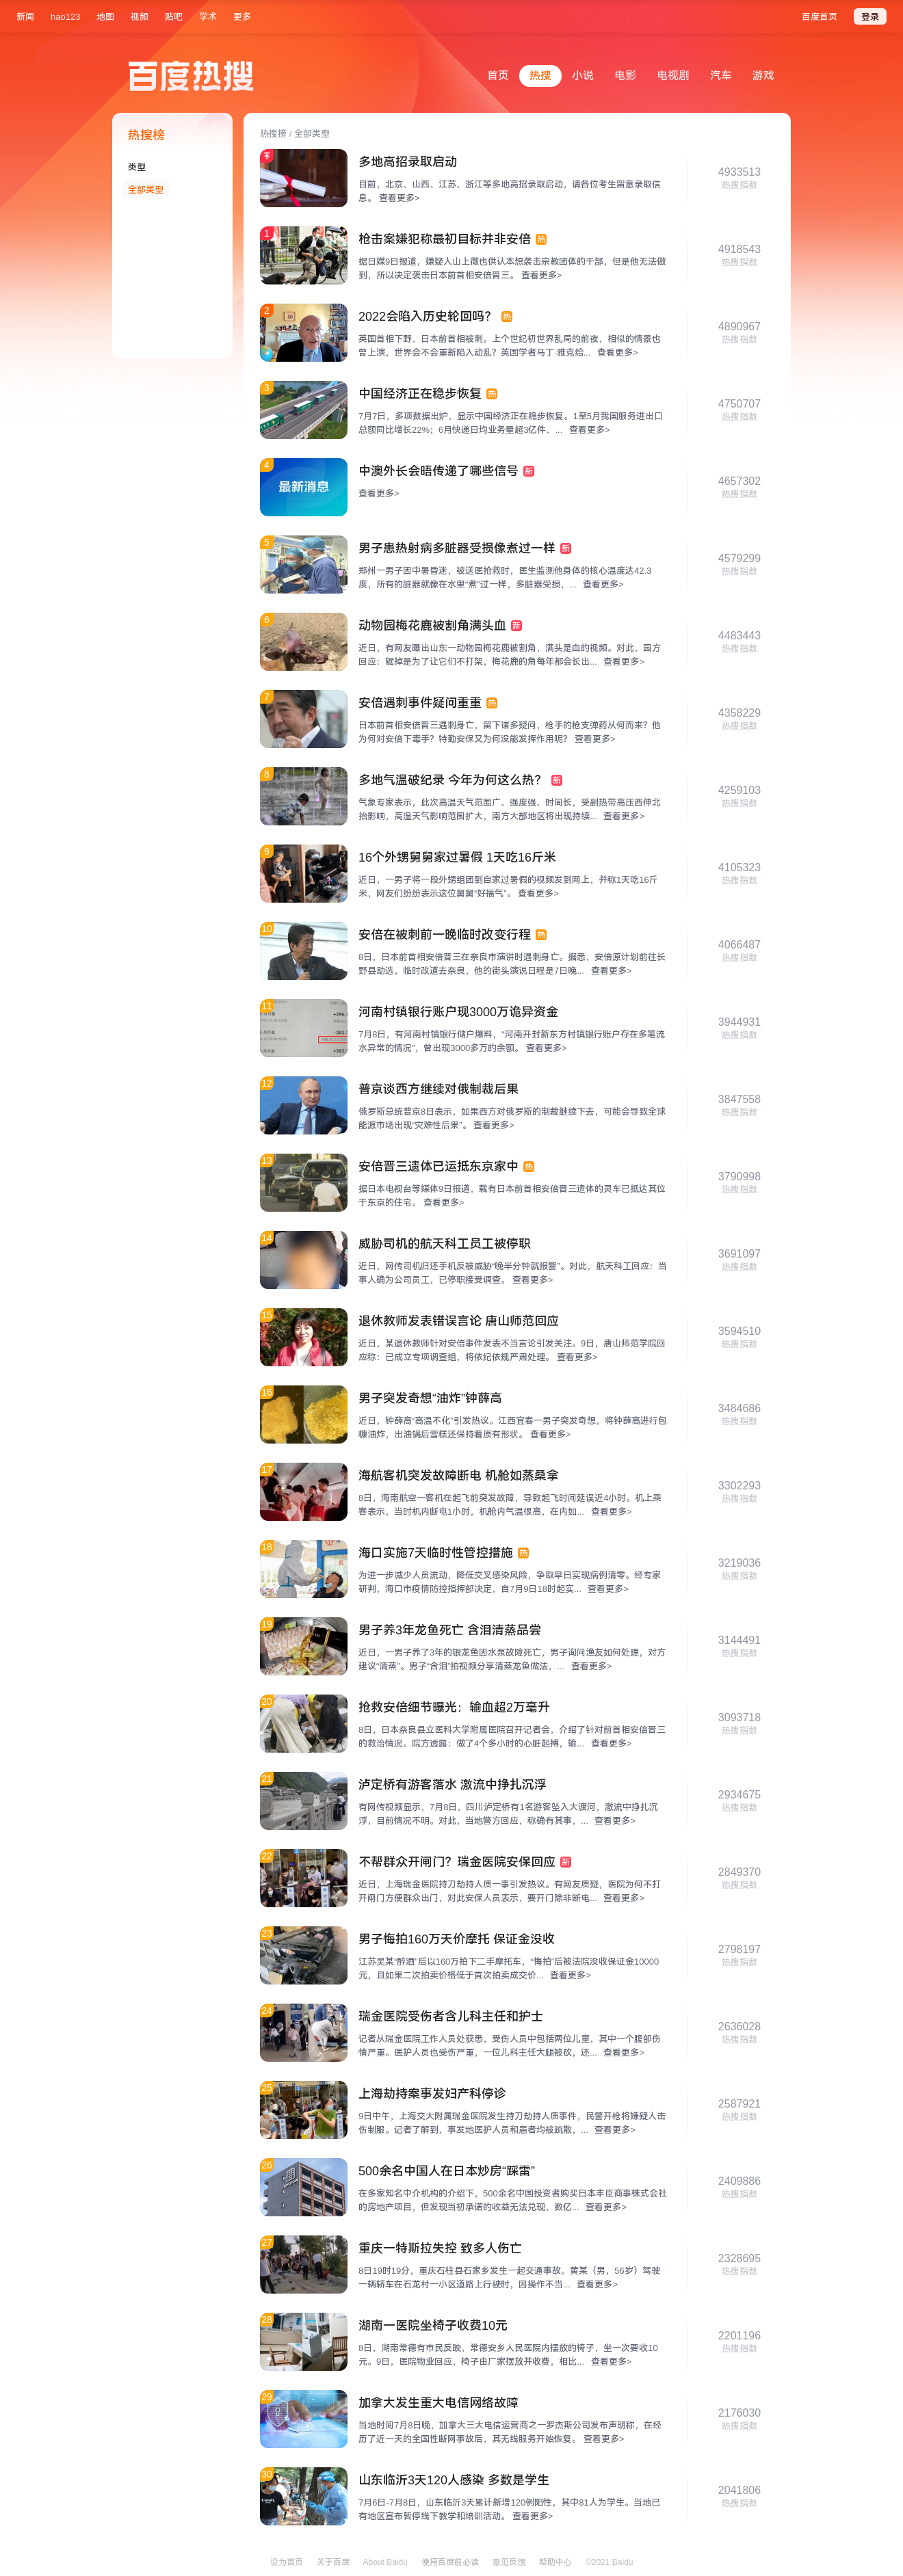 新闻 hao123 地图 视频 贴吧 学术 更多 百度首页 登录
百度热搜
首页 热搜 小说 电影 电视剧 汽车 游戏
热搜榜
类型
全部类型
热搜榜 / 全部类型
多地高招录取启动
目前，北京、山西、江苏、浙江等多地高招录取启动，请各位考生留意录取信
息。 查看更多>
4933513
热搜指数
1
枪击案嫌犯称最初目标并非安倍 热
据日媒9日报道，嫌疑人山上徹也供认本想袭击宗教团体的干部，但是他无法做
到，所以决定袭击日本前首相安倍晋三。 查看更多>
4918543
热搜指数
2
2022会陷入历史轮回吗？ 热
英国首相下野、日本前首相被刺。上个世纪初世界乱局的前夜，相似的情景也
曾上演，世界会不会重新陷入动乱？英国学者马丁·雅克给... 查看更多>
4890967
热搜指数
3
中国经济正在稳步恢复 热
7月7日，多项数据出炉，显示中国经济正在稳步恢复。1至5月我国服务进出口
总额同比增长22%；6月快递日均业务量超3亿件，... 查看更多>
4750707
热搜指数
4
最新消息
中澳外长会晤传递了哪些信号 新
查看更多>
4657302
热搜指数
5
男子患热射病多脏器受损像煮过一样 新
郑州一男子因中暑昏迷，被送医抢救时，医生监测他身体的核心温度达42.3
度，所有的脏器就像在水里“煮”过一样，多脏器受损，... 查看更多>
4579299
热搜指数
6
动物园梅花鹿被割角满头血 新
近日，有网友曝出山东一动物园梅花鹿被割角，满头是血的视频。对此，园方
回应：锯掉是为了让它们不打架，梅花鹿的角每年都会长出... 查看更多>
4483443
热搜指数
7
安倍遇刺事件疑问重重 热
日本前首相安倍晋三遇刺身亡，留下诸多疑问，枪手的枪支弹药从何而来？他
为何对安倍下毒手？特勤安保又为何没能发挥作用呢？ 查看更多>
4358229
热搜指数
8
多地气温破纪录 今年为何这么热？ 新
气象专家表示，此次高温天气范围广、强度强、时间长，受副热带高压西伸北
抬影响，高温天气影响范围扩大，南方大部地区将出现持续... 查看更多>
4259103
热搜指数
9
16个外甥舅舅家过暑假 1天吃16斤米
近日，一男子将一段外甥组团到自家过暑假的视频发到网上，并称1天吃16斤
米，网友们纷纷表示这位舅舅“好福气”。 查看更多>
4105323
热搜指数
10
安倍在被刺前一晚临时改变行程 热
8日，日本前首相安倍晋三在奈良市演讲时遇刺身亡。据悉，安倍原计划前往长
野县助选，临时改道去奈良，他的街头演说日程是7日晚... 查看更多>
4066487
热搜指数
11
河南村镇银行账户现3000万诡异资金
7月8日，有河南村镇银行储户爆料，“河南开封新东方村镇银行账户存在多笔流
水异常的情况”，曾出现3000多万的余额。 查看更多>
3944931
热搜指数
12
普京谈西方继续对俄制裁后果
俄罗斯总统普京8日表示，如果西方对俄罗斯的制裁继续下去，可能会导致全球
能源市场出现“灾难性后果”。 查看更多>
3847558
热搜指数
13
安倍晋三遗体已运抵东京家中 热
据日本电视台等媒体9日报道，载有日本前首相安倍晋三遗体的灵车已抵达其位
于东京的住宅。 查看更多>
3790998
热搜指数
14
威胁司机的航天科工员工被停职
近日，网传司机归还手机反被威胁“晚半分钟就报警”。对此，航天科工回应：当
事人确为公司员工，已停职接受调查。 查看更多>
3691097
热搜指数
15
退休教师发表错误言论 唐山师范回应
近日，某退休教师针对安倍事件发表不当言论引发关注。9日，唐山师范学院回
应称：已成立专项调查组，将依纪依规严肃处理。 查看更多>
3594510
热搜指数
16
男子突发奇想“油炸”钟薛高
近日，钟薛高“高温不化”引发热议。江西宜春一男子突发奇想，将钟薛高进行包
糠油炸，出油锅后雪糕还保持着原有形状。 查看更多>
3484686
热搜指数
17
海航客机突发故障断电 机舱如蒸桑拿
8日，海南航空一客机在起飞前突发故障，导致起飞时间延误近4小时。机上乘
客表示，当时机内断电1小时，机舱内气温很高，在内如... 查看更多>
3302293
热搜指数
18
海口实施7天临时性管控措施 热
为进一步减少人员流动，降低交叉感染风险，争取早日实现病例清零。经专家
研判，海口市疫情防控指挥部决定，自7月9日18时起实... 查看更多>
3219036
热搜指数
19
男子养3年龙鱼死亡 含泪清蒸品尝
近日，一男子养了3年的银龙鱼因水泵故障死亡，男子询问渔友如何处理，对方
建议“清蒸”。男子“含泪”拍视频分享清蒸龙鱼做法，... 查看更多>
3144491
热搜指数
20
抢救安倍细节曝光：输血超2万毫升
8日，日本奈良县立医科大学附属医院召开记者会，介绍了针对前首相安倍晋三
的救治情况。院方透露：做了4个多小时的心脏起搏，输... 查看更多>
3093718
热搜指数
21
泸定桥有游客落水 激流中挣扎沉浮
有网传视频显示，7月8日，四川泸定桥有1名游客坠入大渡河，激流中挣扎沉
浮，目前情况不明。对此，当地警方回应，称确有其事，... 查看更多>
2934675
热搜指数
22
不帮群众开闸门？瑞金医院安保回应 新
近日，上海瑞金医院持刀劫持人质一事引发热议。有网友质疑，医院为何不打
开闸门方便群众出门，对此安保人员表示，要开门除非断电... 查看更多>
2849370
热搜指数
23
男子悔拍160万天价摩托 保证金没收
江苏吴某“醉酒”后以160万拍下二手摩托车，“悔拍”后被法院没收保证金10000
元，且如果二次拍卖价格低于首次拍卖成交价... 查看更多>
2798197
热搜指数
24
瑞金医院受伤者含儿科主任和护士
记者从瑞金医院工作人员处获悉，受伤人员中包括两位儿童，其中一个腹部伤
情严重。医护人员也受伤严重，一位儿科主任大腿被砍，还... 查看更多>
2636028
热搜指数
25
上海劫持案事发妇产科停诊
9日中午，上海交大附属瑞金医院发生持刀劫持人质事件，民警开枪将嫌疑人击
伤制服。记者了解到，事发地医护人员和患者均被疏散，... 查看更多>
2587921
热搜指数
26
500余名中国人在日本炒房“踩雷”
在多家知名中介机构的介绍下，500余名中国投资者购买日本丰臣商事株式会社
的房地产项目，但发现当初承诺的收益无法兑现，数亿... 查看更多>
2409886
热搜指数
27
重庆一特斯拉失控 致多人伤亡
8日19时19分，重庆石柱县石家乡发生一起交通事故。黄某（男，56岁）驾驶
一辆轿车在石龙村一小区道路上行驶时，因操作不当... 查看更多>
2328695
热搜指数
28
湖南一医院坐椅子收费10元
8日，湖南常德有市民反映，常德安乡人民医院内摆放的椅子，坐一次要收10
元。9日，医院物业回应，椅子由厂家摆放并收费，相比... 查看更多>
2201196
热搜指数
29
加拿大发生重大电信网络故障
当地时间7月8日晚，加拿大三大电信运营商之一罗杰斯公司发布声明称，在经
历了近一天的全国性断网事故后，其无线服务开始恢复。 查看更多>
2176030
热搜指数
30
山东临沂3天120人感染 多数是学生
7月6日-7月8日，山东临沂3天累计新增120例阳性，其中81人为学生。当地已
有地区宣布暂停线下教学和培训活动。 查看更多>
2041806
热搜指数
设为首页 关于百度 About Baidu 使用百度前必读 意见反馈 帮助中心 ©2021 Baidu